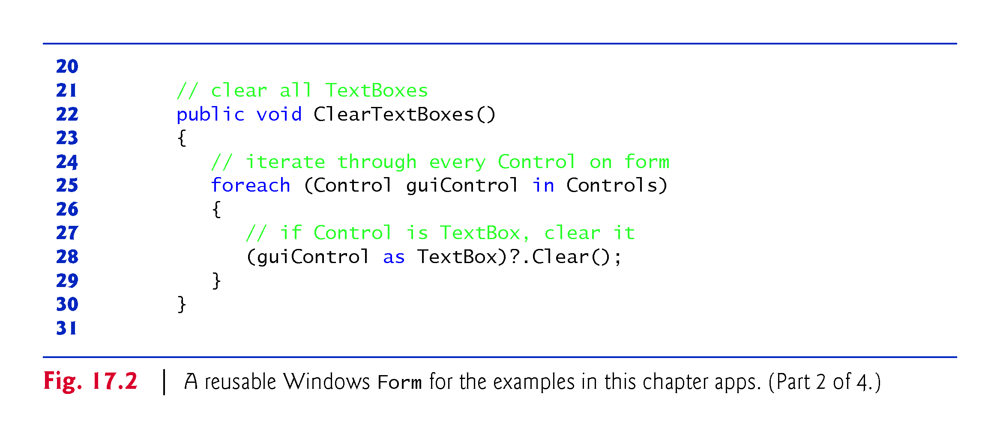 20
21 // clear all TextBoxes
22 public void ClearTextBoxes()
23 {
24 // iterate through every Control on form
25 foreach (Control guiControl in Controls)
26 {
27 // if Control is TextBox, clear it
28 (guiControl as TextBox)?.Clear();
29 }
30 }
31
Fig. 17.2 | A reusable Windows Form for the examples in this chapter apps. (Part 2 of 4.)